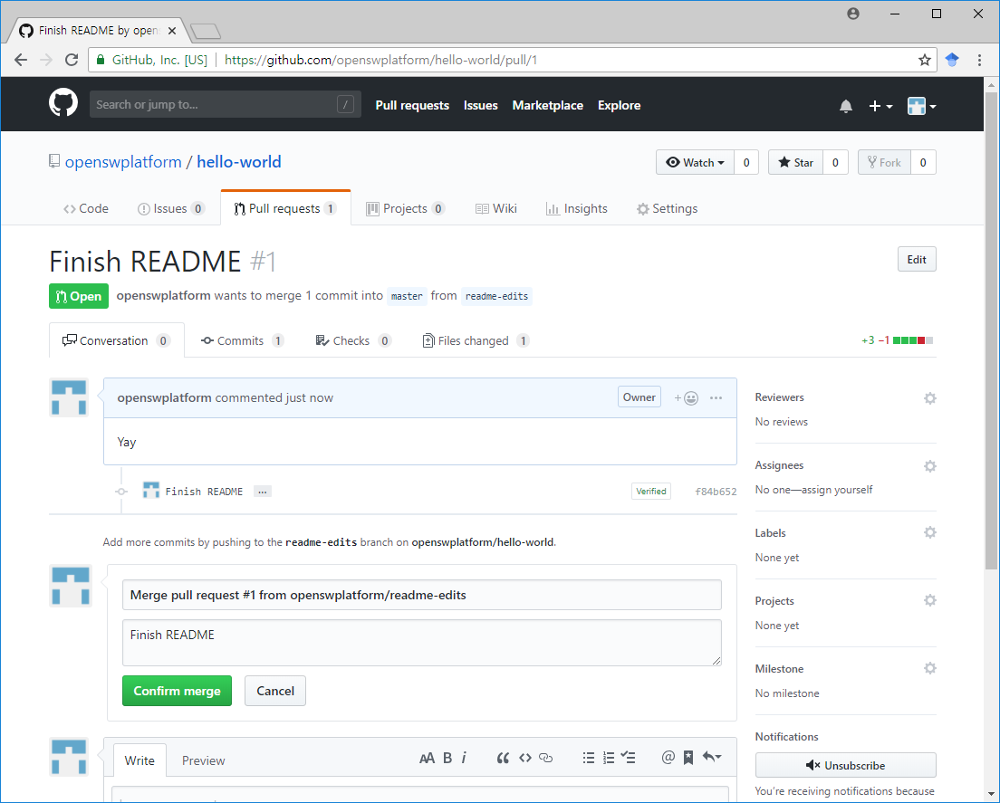 Finish README by open
GitHub, Inc. [US] | https://github.com/openswplatform/hello-world/pull/1
Search or jump to... /
Pull requests Issues Marketplace Explore
openswplatform / hello-world
Watch 0 Star 0 Fork 0
Code Issues 0 Pull requests 1 Projects 0 Wiki Insights Settings
Finish README #1
Edit
Open openswplatform wants to merge 1 commit into master from readme-edits
Conversation 0 Commits 1 Checks 0 Files changed 1 +3 −1
openswplatform commented just now Owner
Yay
Finish README … Verified f84b652
Add more commits by pushing to the readme-edits branch on openswplatform/hello-world.
Merge pull request #1 from openswplatform/readme-edits
Finish README
Confirm merge Cancel
Write Preview AA B i
Reviewers
No reviews
Assignees
No one—assign yourself
Labels
None yet
Projects
None yet
Milestone
No milestone
Notifications
Unsubscribe
You're receiving notifications because